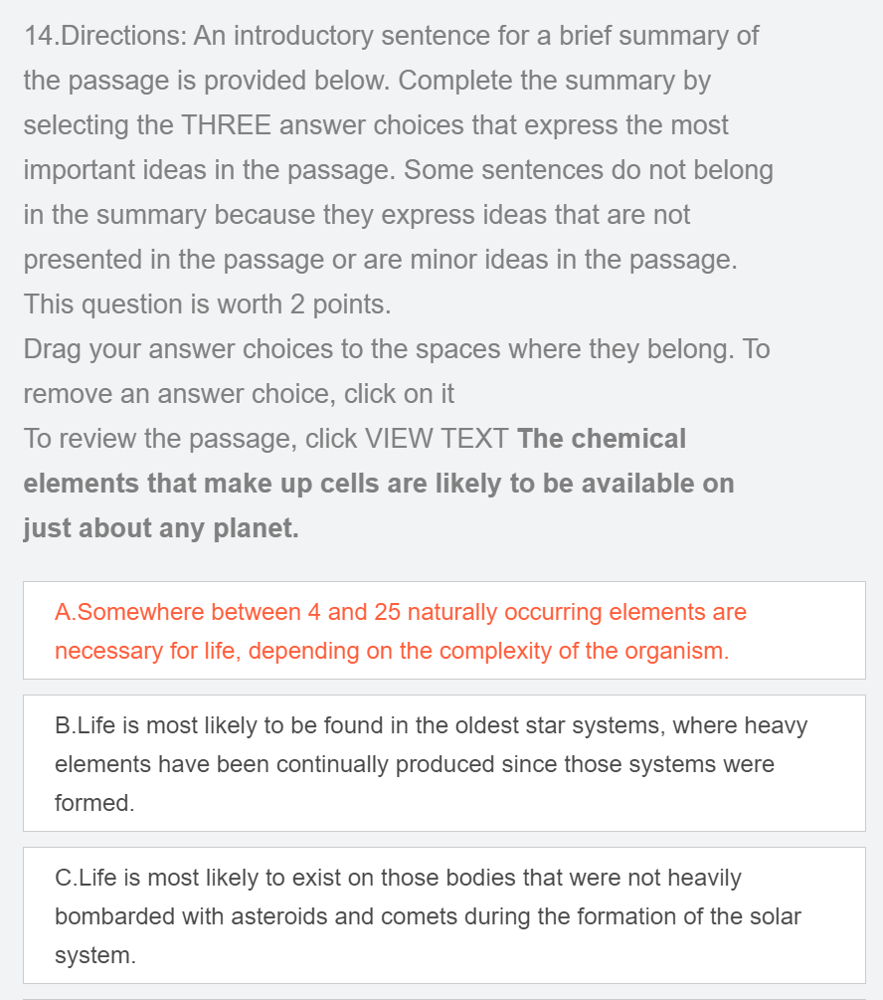 14.Directions: An introductory sentence for a brief summary of
the passage is provided below. Complete the summary by
selecting the THREE answer choices that express the most
important ideas in the passage. Some sentences do not belong
in the summary because they express ideas that are not
presented in the passage or are minor ideas in the passage.
This question is worth 2 points.
Drag your answer choices to the spaces where they belong. To
remove an answer choice, click on it
To review the passage, click VIEW TEXT The chemical
elements that make up cells are likely to be available on
just about any planet.
A.Somewhere between 4 and 25 naturally occurring elements are
necessary for life, depending on the complexity of the organism.
B.Life is most likely to be found in the oldest star systems, where heavy
elements have been continually produced since those systems were
formed.
C.Life is most likely to exist on those bodies that were not heavily
bombarded with asteroids and comets during the formation of the solar
system.